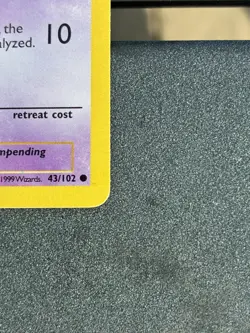 , the
alyzed. 10
retreat cost
mpending
1999 Wizards. 43/102 ●